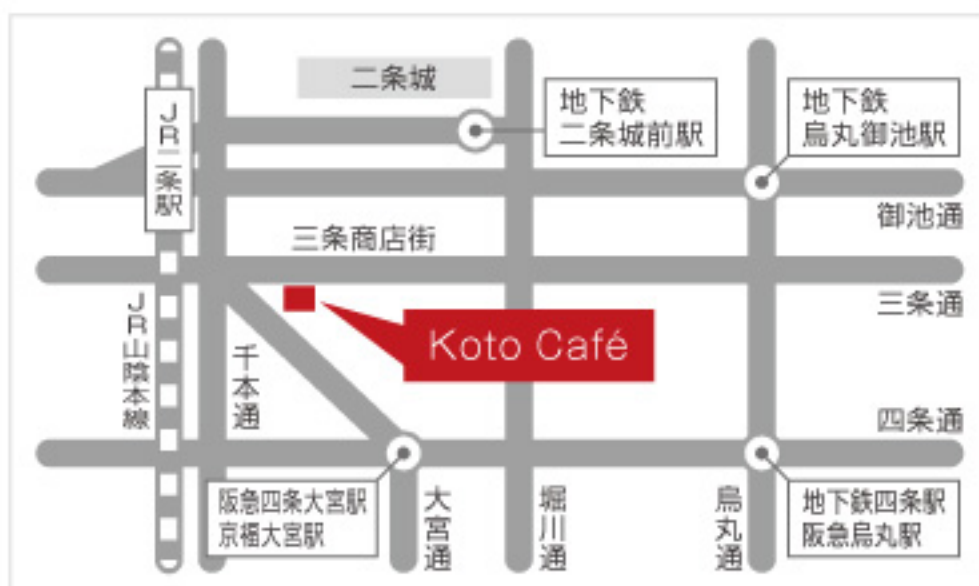 二条城
地下鉄
二条城前駅
地下鉄
烏丸御池駅
JR二条駅
御池通
三条商店街
三条通
JR山陰本線
千本通
Koto Café
四条通
阪急四条大宮駅
京福大宮駅
大宮通
堀川通
烏丸通
地下鉄四条駅
阪急烏丸駅